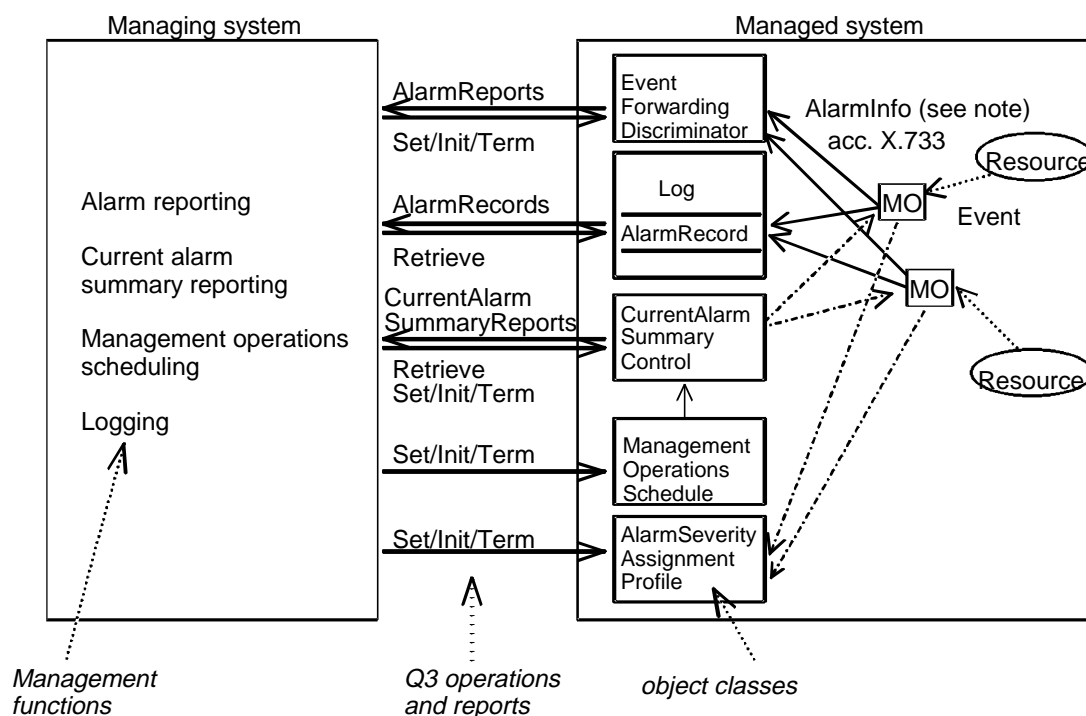 Managing system
Managed system
AlarmReports
Set/Init/Term
Event
Forwarding
Discriminator
AlarmInfo (see note)
acc. X.733
Resource
MO
Event
Alarm reporting
Current alarm
summary reporting
Management operations
scheduling
Logging
AlarmRecords
Retrieve
Log
AlarmRecord
MO
Resource
CurrentAlarm
SummaryReports
Retrieve
Set/Init/Term
CurrentAlarm
Summary
Control
Set/Init/Term
Management
Operations
Schedule
Set/Init/Term
AlarmSeverity
Assignment
Profile
Management
functions
Q3 operations
and reports
object classes